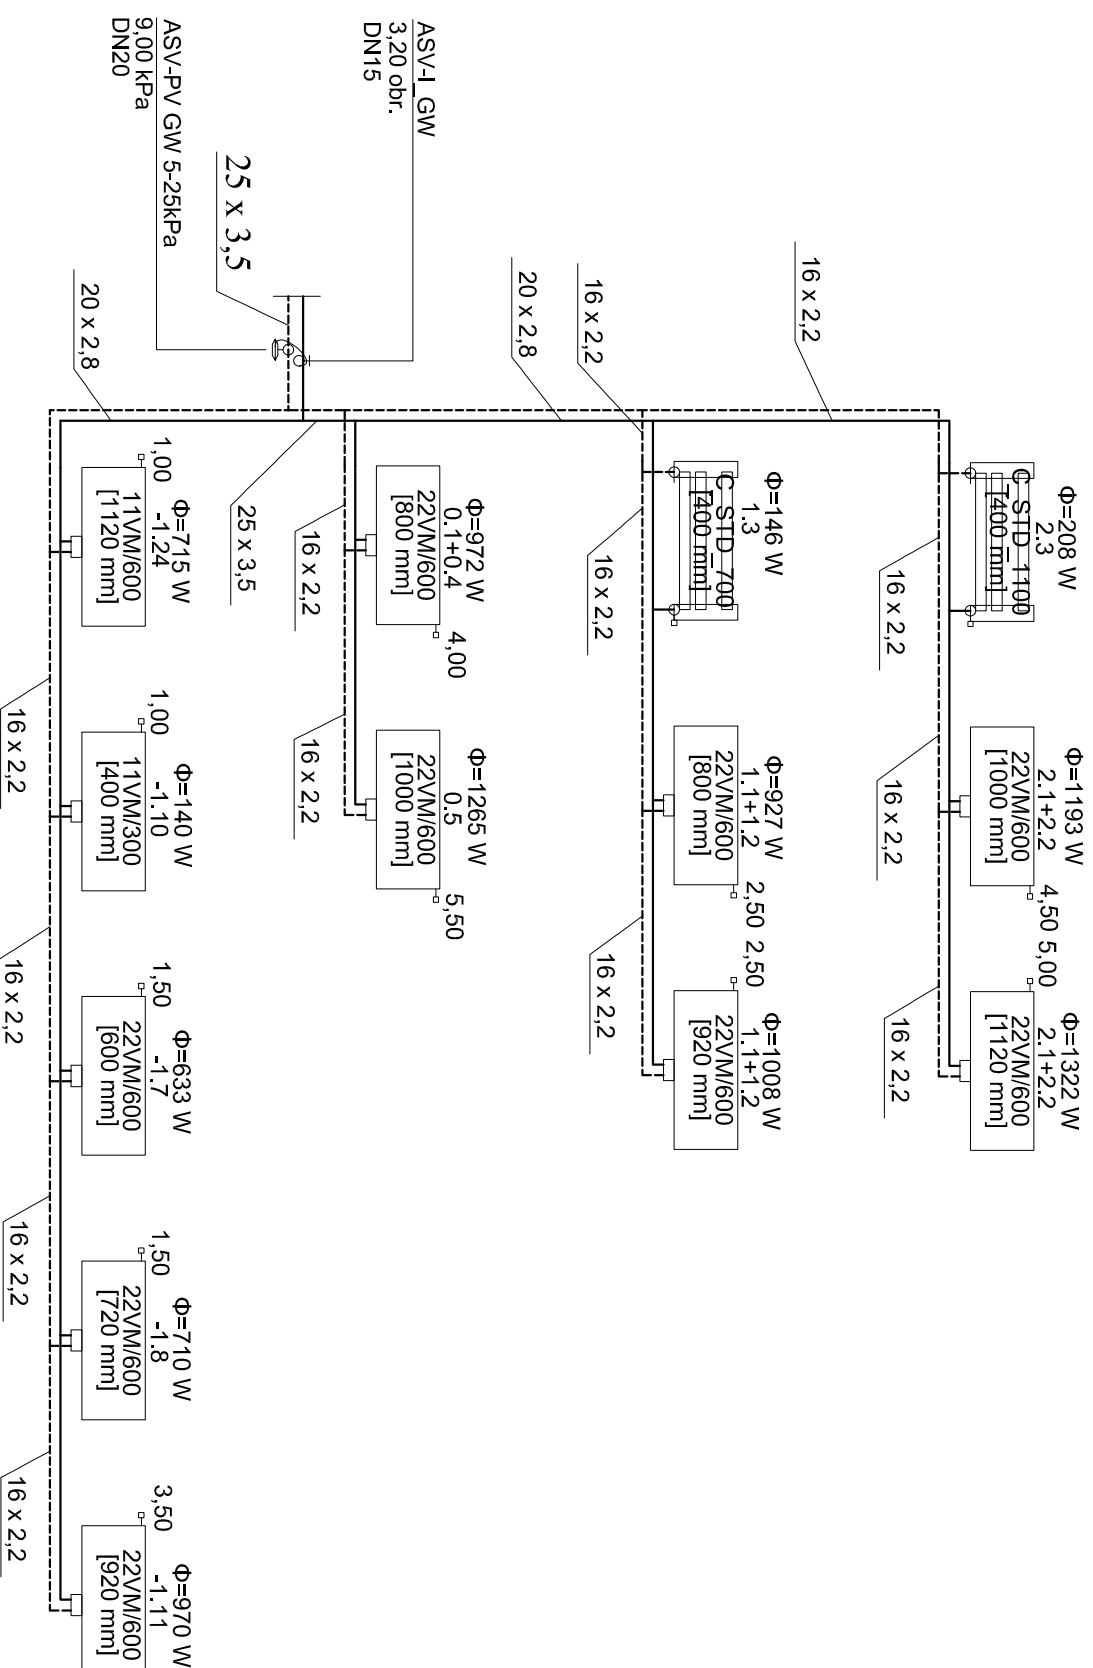 Φ=208 W
2.3
C_STD_1100
[400 mm]
Φ=1193 W
2.1+2.2
22VM/600
[1000 mm]
4,50
5,00
Φ=1322 W
2.1+2.2
22VM/600
[1120 mm]
16 x 2,2
16 x 2,2
16 x 2,2
16 x 2,2
Φ=146 W
1.3
C_STD_700
[400 mm]
Φ=927 W
1.1+1.2
22VM/600
[800 mm]
2,50
2,50
Φ=1008 W
1.1+1.2
22VM/600
[920 mm]
16 x 2,2
16 x 2,2
16 x 2,2
20 x 2,8
Φ=972 W
0.1+0.4
22VM/600
[800 mm]
4,00
Φ=1265 W
0.5
22VM/600
[1000 mm]
5,50
ASV-I_GW
3,20 obr.
DN15
16 x 2,2
16 x 2,2
25 x 3,5
25 x 3,5
ASV-PV GW 5-25kPa
9,00 kPa
DN20
20 x 2,8
1,00
Φ=715 W
-1.24
11VM/600
[1120 mm]
1,00
Φ=140 W
-1.10
11VM/300
[400 mm]
1,50
Φ=633 W
-1.7
22VM/600
[600 mm]
1,50
Φ=710 W
-1.8
22VM/600
[720 mm]
3,50
Φ=970 W
-1.11
22VM/600
[920 mm]
16 x 2,2
16 x 2,2
16 x 2,2
16 x 2,2